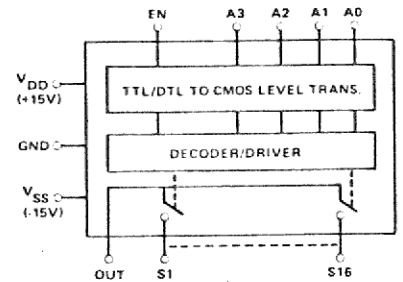 EN A3 A2 A1 A0
VDD
(+15V)
TTL/DTL TO CMOS LEVEL TRANS.
GND
DECODER/DRIVER
VSS
(-15V)
OUT S1 S16